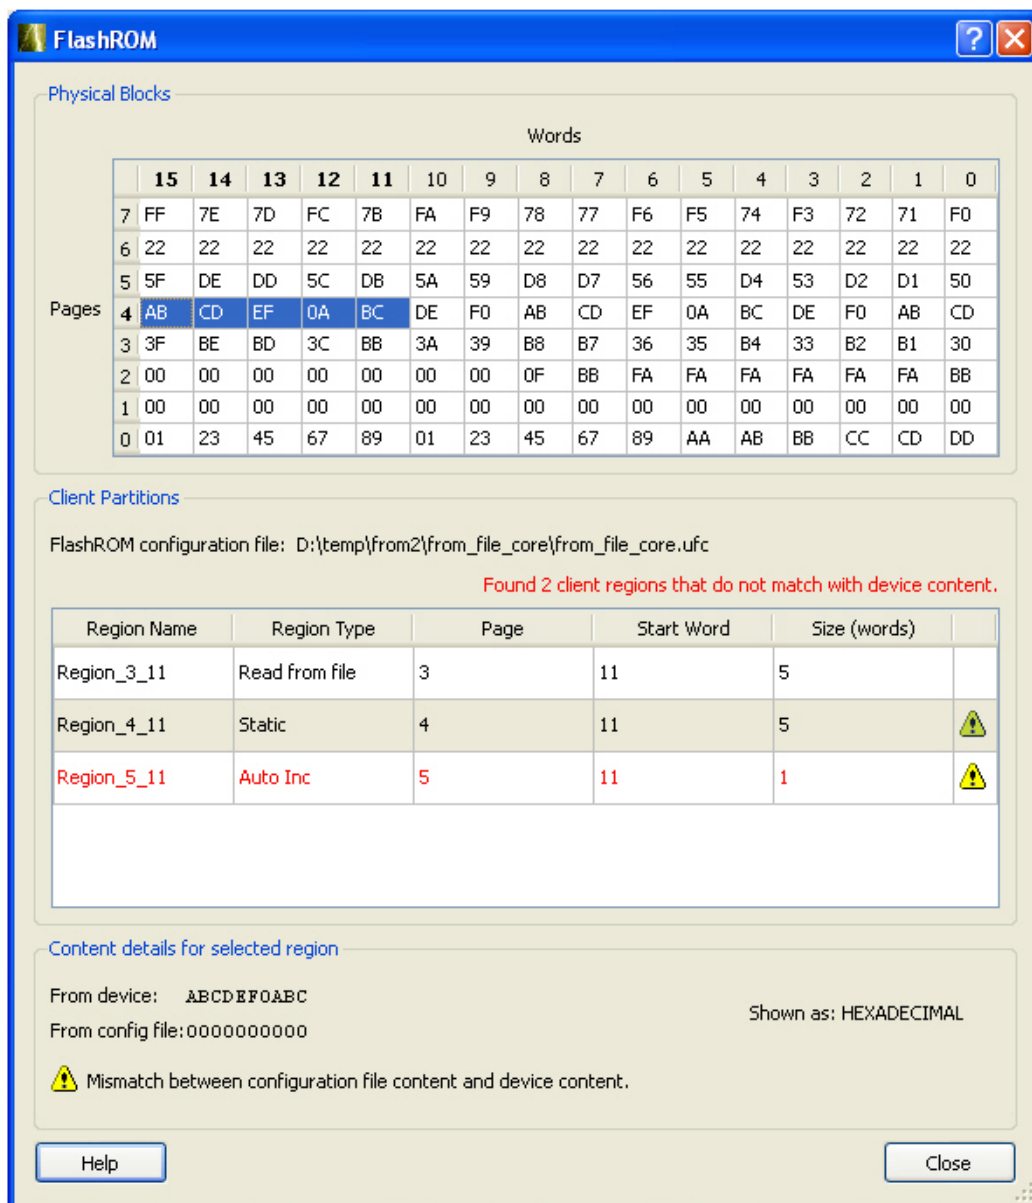 FlashROM
Physical Blocks
Words
15 14 13 12 11 10 9 8 7 6 5 4 3 2 1 0
7 FF 7E 7D FC 7B FA F9 78 77 F6 F5 74 F3 72 71 F0
6 22 22 22 22 22 22 22 22 22 22 22 22 22 22 22 22
5 5F DE DD 5C DB 5A 59 D8 D7 56 55 D4 53 D2 D1 50
Pages 4 AB CD EF 0A BC DE F0 AB CD EF 0A BC DE F0 AB CD
3 3F BE BD 3C BB 3A 39 B8 B7 36 35 B4 33 B2 B1 30
2 00 00 00 00 00 00 00 0F BB FA FA FA FA FA FA BB
1 00 00 00 00 00 00 00 00 00 00 00 00 00 00 00 00
0 01 23 45 67 89 01 23 45 67 89 AA AB BB CC CD DD
Client Partitions
FlashROM configuration file: D:\temp\from2\from_file_core\from_file_core.ufc
Found 2 client regions that do not match with device content.
Region Name Region Type Page Start Word Size (words)
Region_3_11 Read from file 3 11 5
Region_4_11 Static 4 11 5
Region_5_11 Auto Inc 5 11 1
Content details for selected region
From device: ABCDEF0ABC
From config file:0000000000
Shown as: HEXADECIMAL
Mismatch between configuration file content and device content.
Help Close